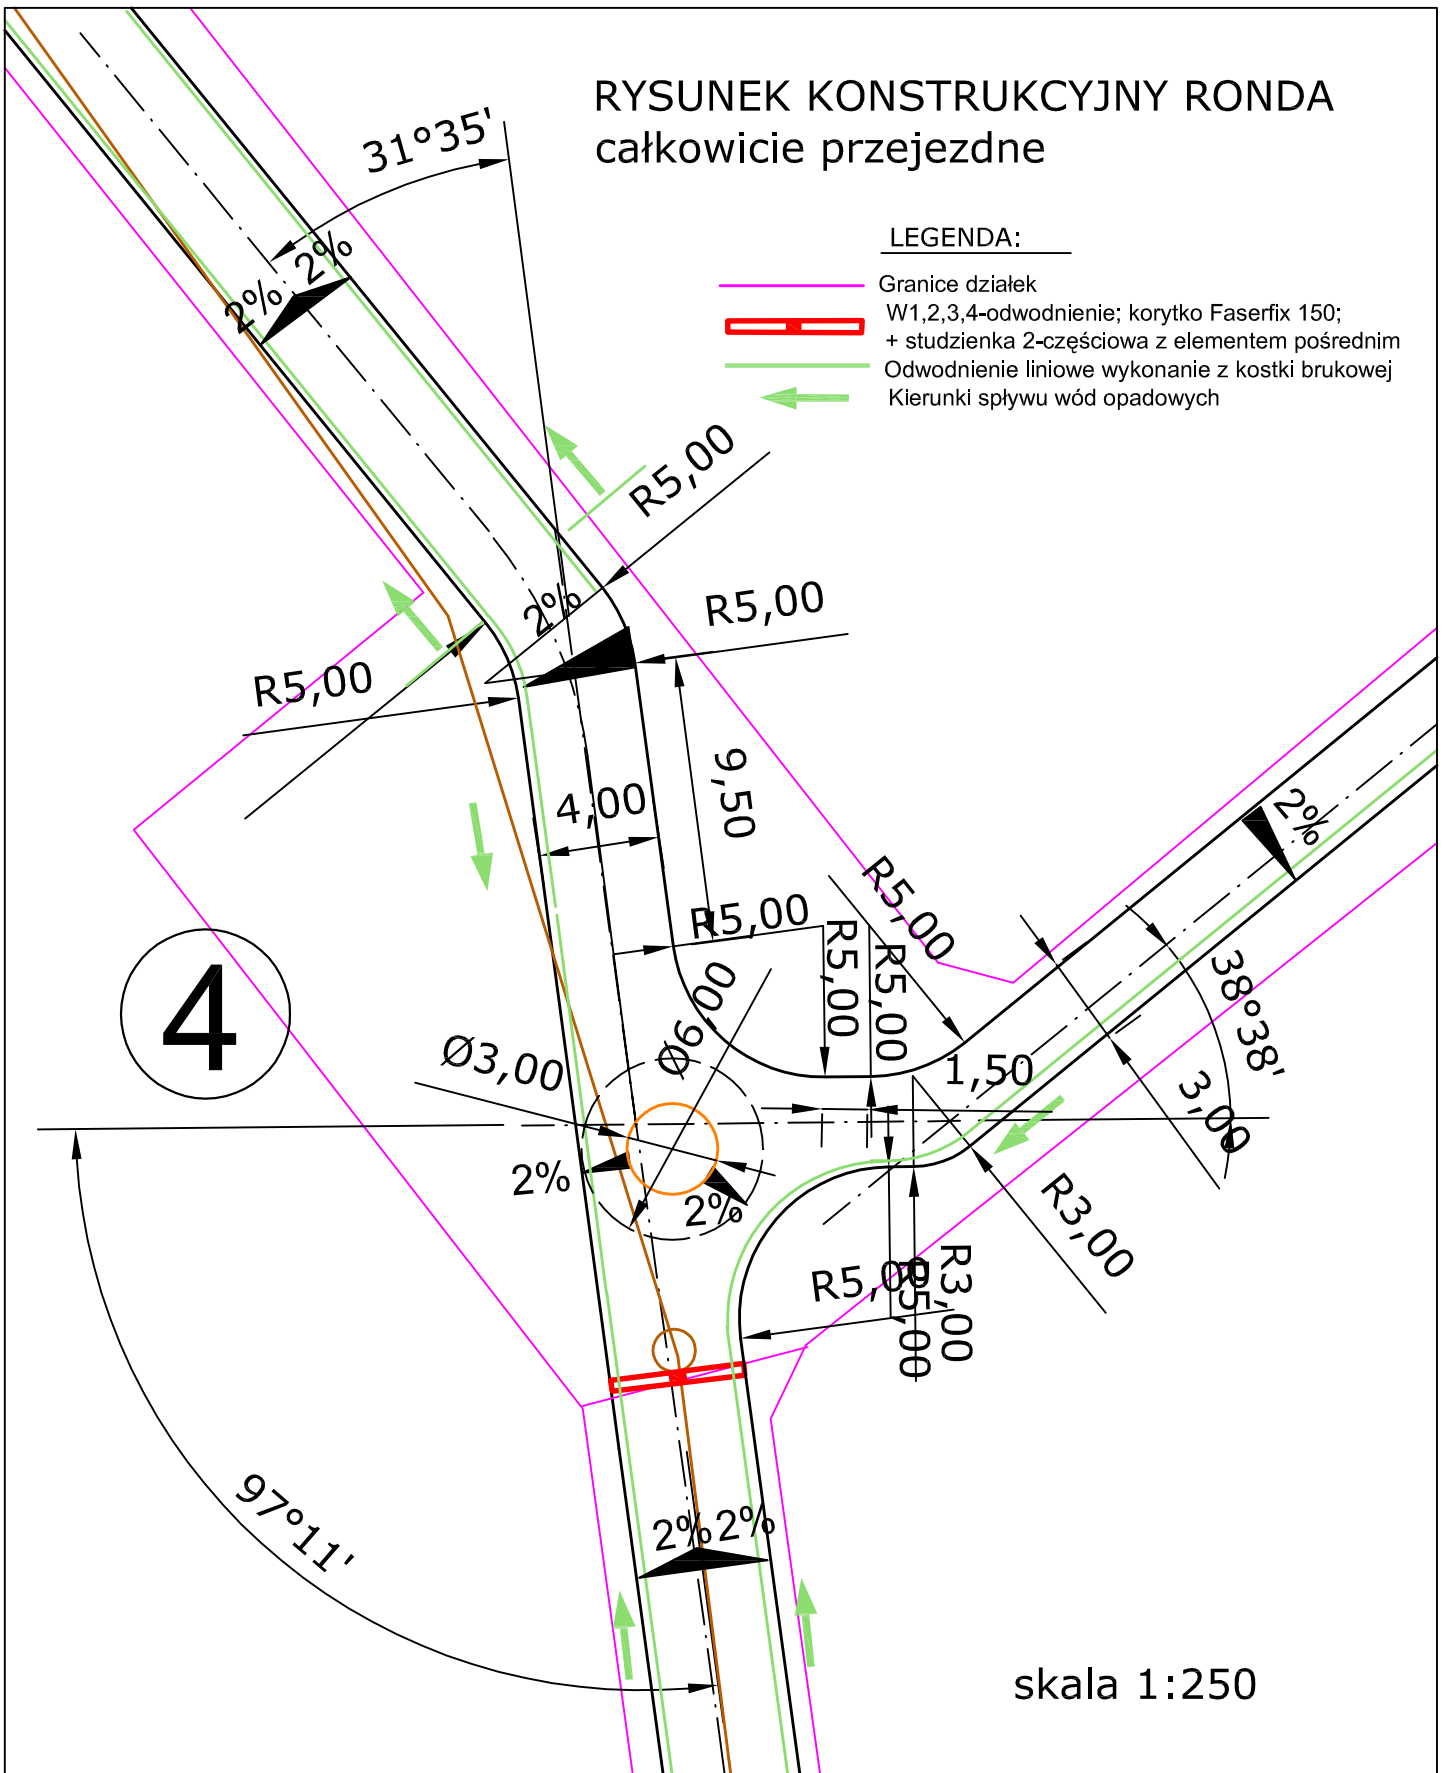 RYSUNEK KONSTRUKCYJNY RONDA
całkowicie przejezdne
31°35'
LEGENDA:
Granice działek
W1,2,3,4-odwodnienie; korytko Faserfix 150;
+ studzienka 2-częściowa z elementem pośrednim
Odwodnienie liniowe wykonanie z kostki brukowej
Kierunki spływu wód opadowych
2%
2%
R5,00
2%
R5,00
R5,00
9,50
4,00
2%
R5,00
R5,00
R5,00
R5,00
38°38'
4
Ø6,00
Ø3,00
1,50
3,00
2%
2%
R3,00
R5,00
R5,00
R3,00
97°11'
2%
2%
skala 1:250